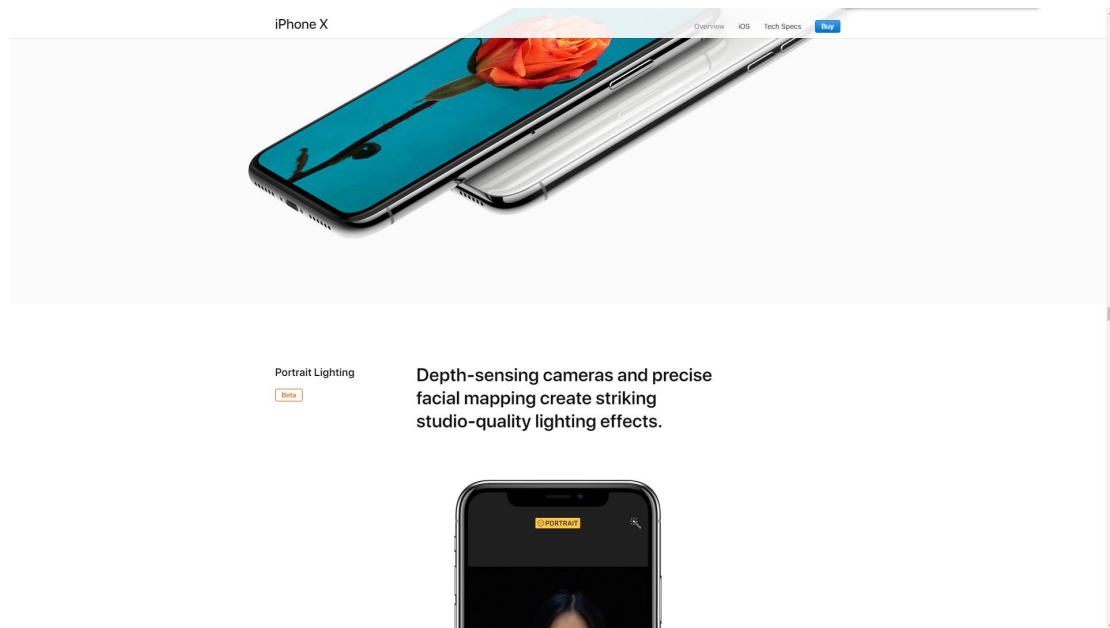 iPhone X
Overview iOS Tech Specs Buy
Portrait Lighting
Beta
Depth-sensing cameras and precise
facial mapping create striking
studio-quality lighting effects.
PORTRAIT